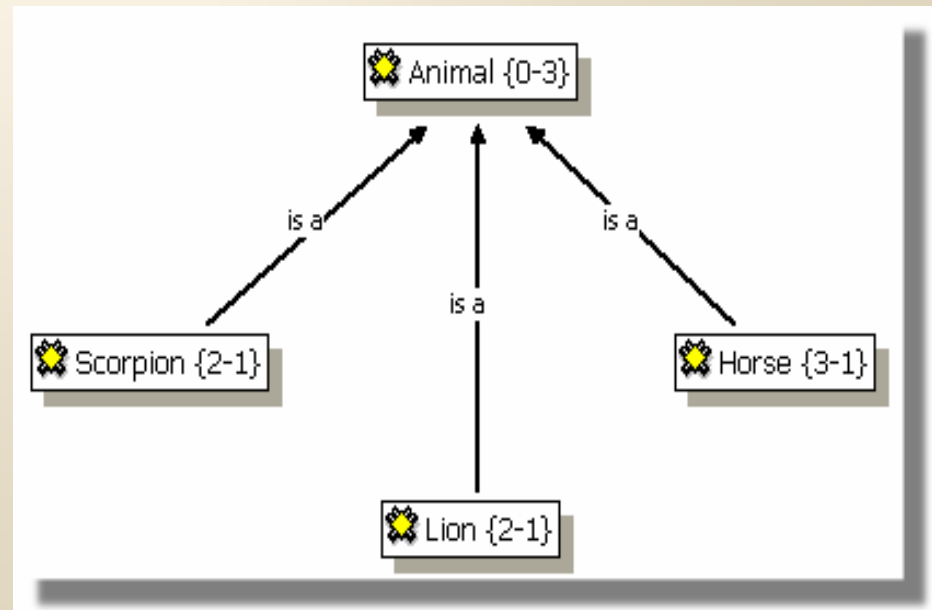 Animal {0-3}
is a
is a
is a
Scorpion {2-1}
Horse {3-1}
Lion {2-1}